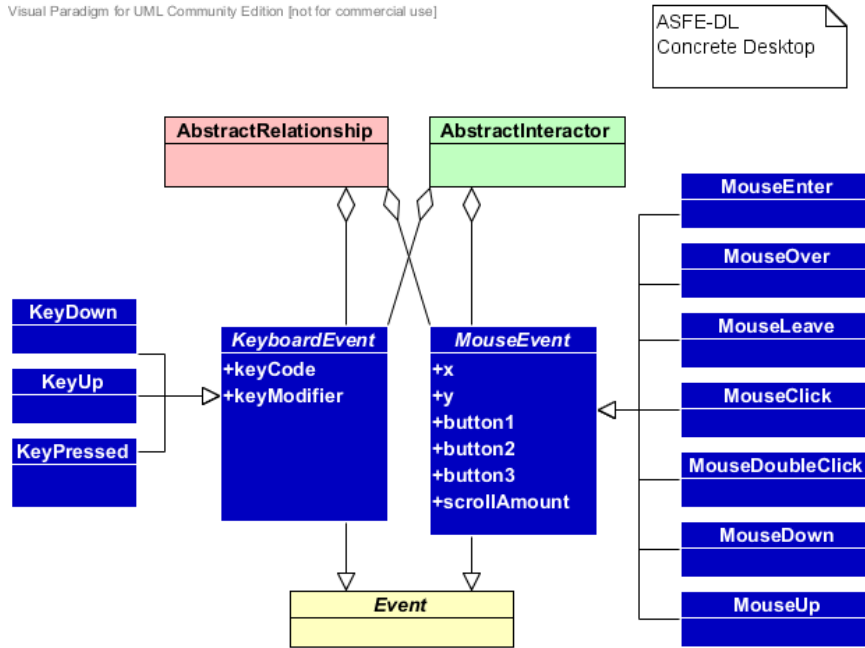 Visual Paradigm for UML Community Edition [not for commercial use]
ASFE-DL
Concrete Desktop
AbstractRelationship
AbstractInteractor
MouseEnter
MouseOver
MouseLeave
MouseClick
MouseDoubleClick
MouseDown
MouseUp
KeyDown
KeyUp
KeyPressed
KeyboardEvent
+keyCode
+keyModifier
MouseEvent
+x
+y
+button1
+button2
+button3
+scrollAmount
Event